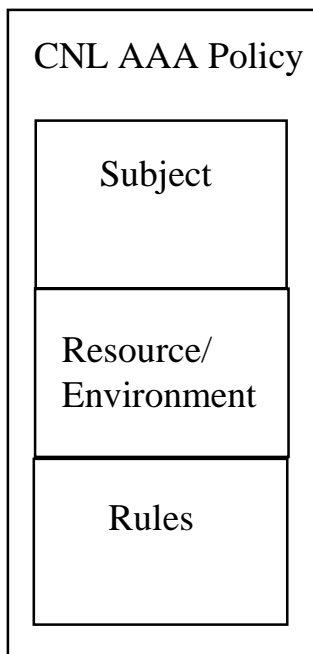 CNL AAA Policy
Subject
Resource/
Environment
Rules